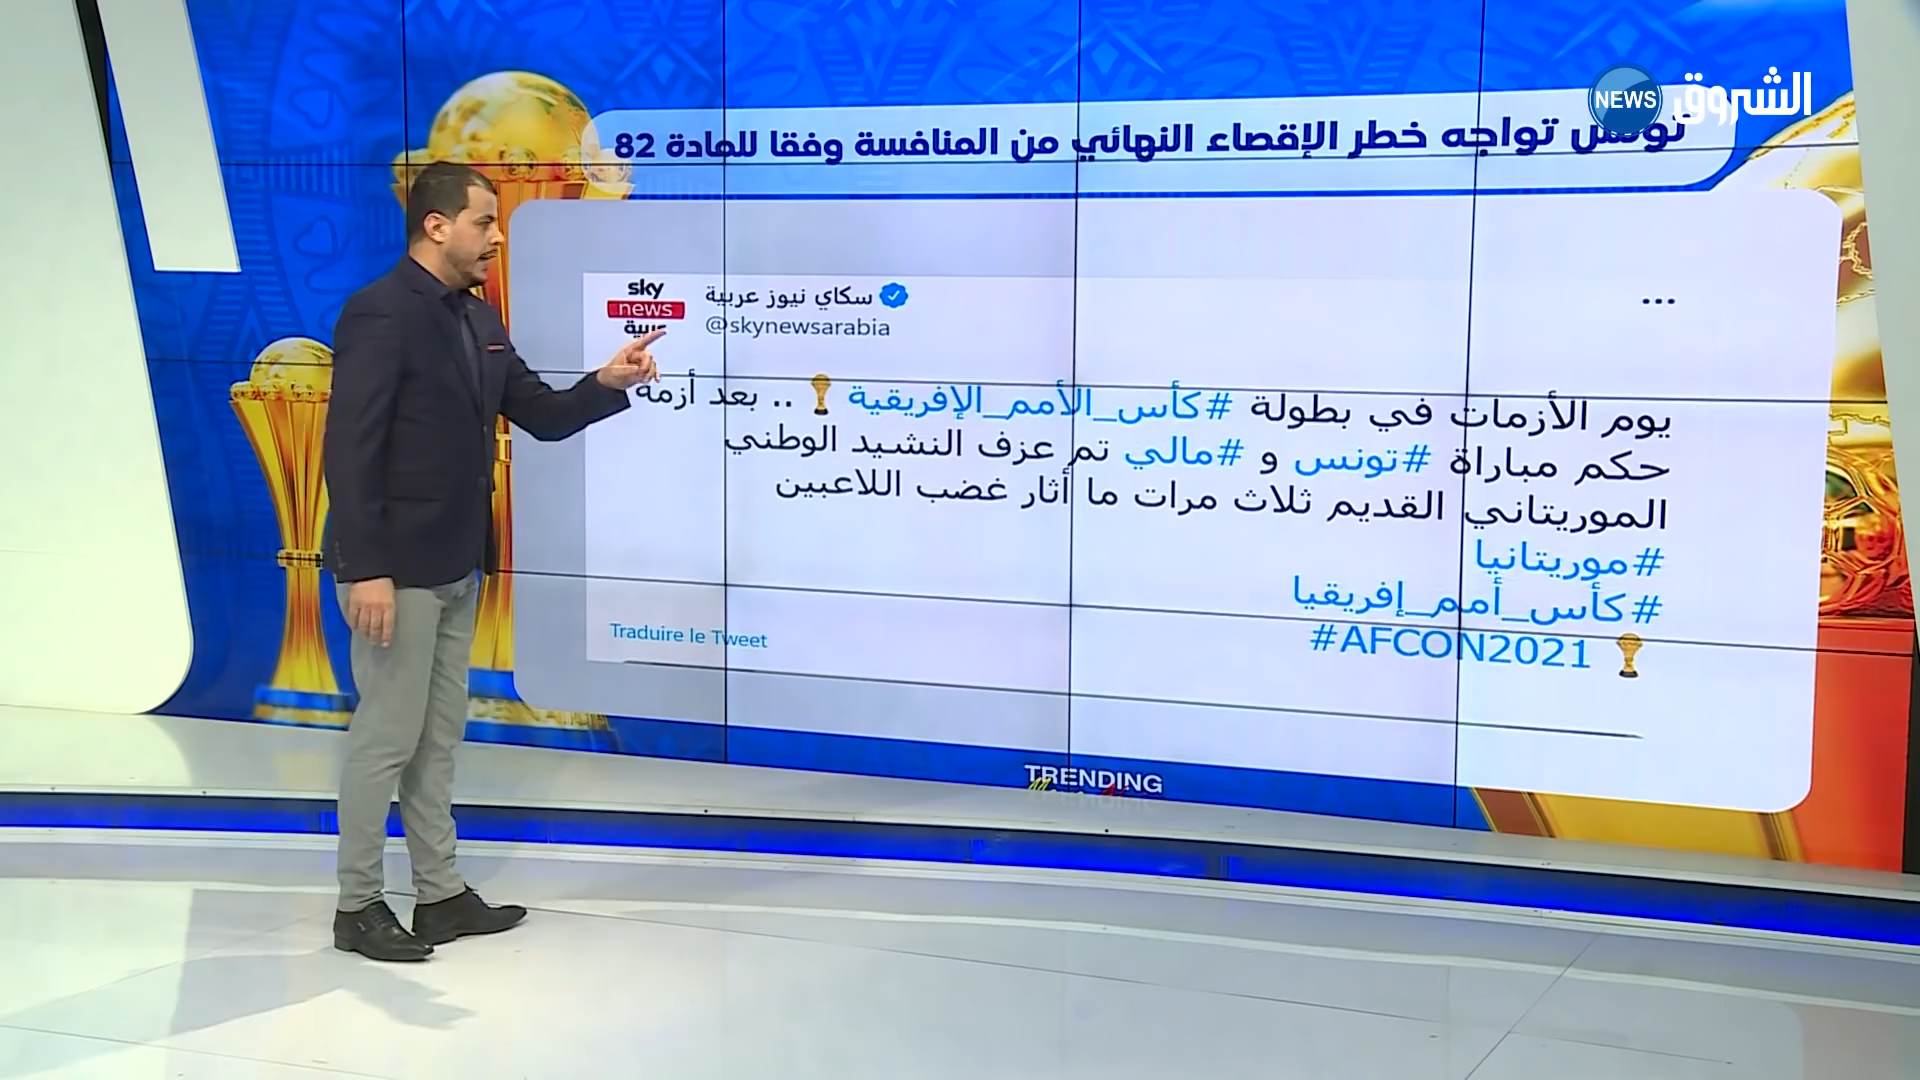 NEWS الشروق
تونس تواجه خطر الإقصاء النهائي من المنافسة وفقا للمادة 82
sky
news
عربية
سكاي نيوز عربية
@skynewsarabia
...
يوم الأزمات في بطولة #كأس_الأمم_الإفريقية .. بعد أزمة
حكم مباراة #تونس و #مالي تم عزف النشيد الوطني
الموريتاني القديم ثلاث مرات ما أثار غضب اللاعبين
#موريتانيا
#كأس_أمم_إفريقيا
#AFCON2021
Traduire le Tweet
TRENDING